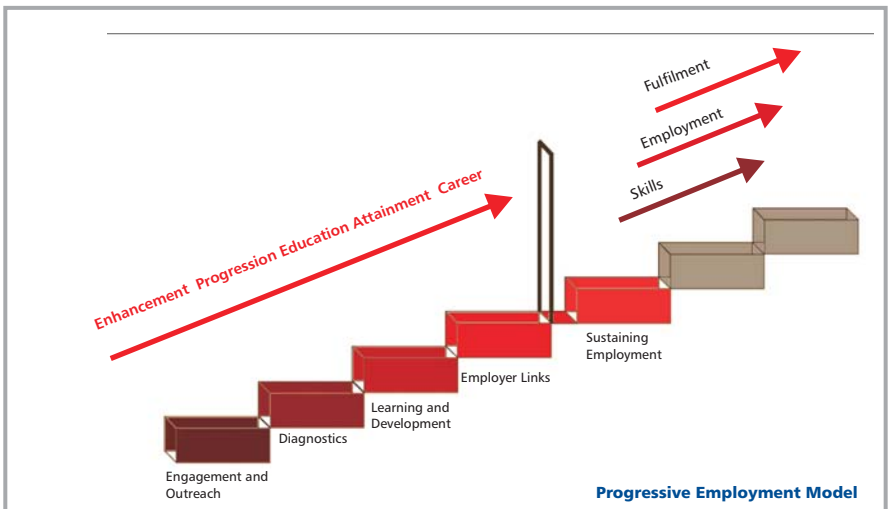 Fulfilment
Employment
Skills
Enhancement Progression Education Attainment Career
Sustaining
Employment
Employer Links
Learning and
Development
Diagnostics
Engagement and
Outreach
Progressive Employment Model